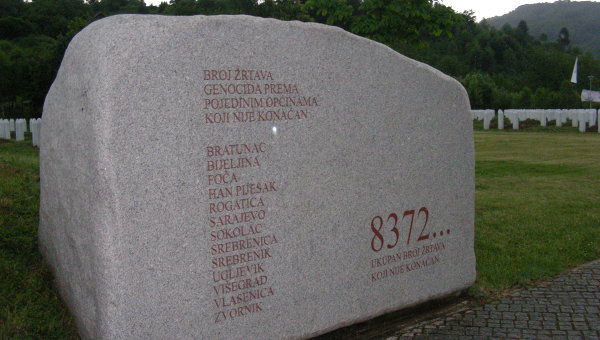 BROJ ŽRTAVA
GENOCIDA PREMA
POJEDINIM OPĆINAMA
KOJI NIJE KONAČAN
BRATUNAC
BIJELJINA
FOČA
HAN PIJESAK
ROGATICA
SARAJEVO
SOKOLAC
SREBRENICA
SREBRENIK
UGLJEVIK
VIŠEGRAD
VLASENICA
ZVORNIK
8372...
UKUPAN BROJ ŽRTAVA
KOJI NIJE KONAČAN